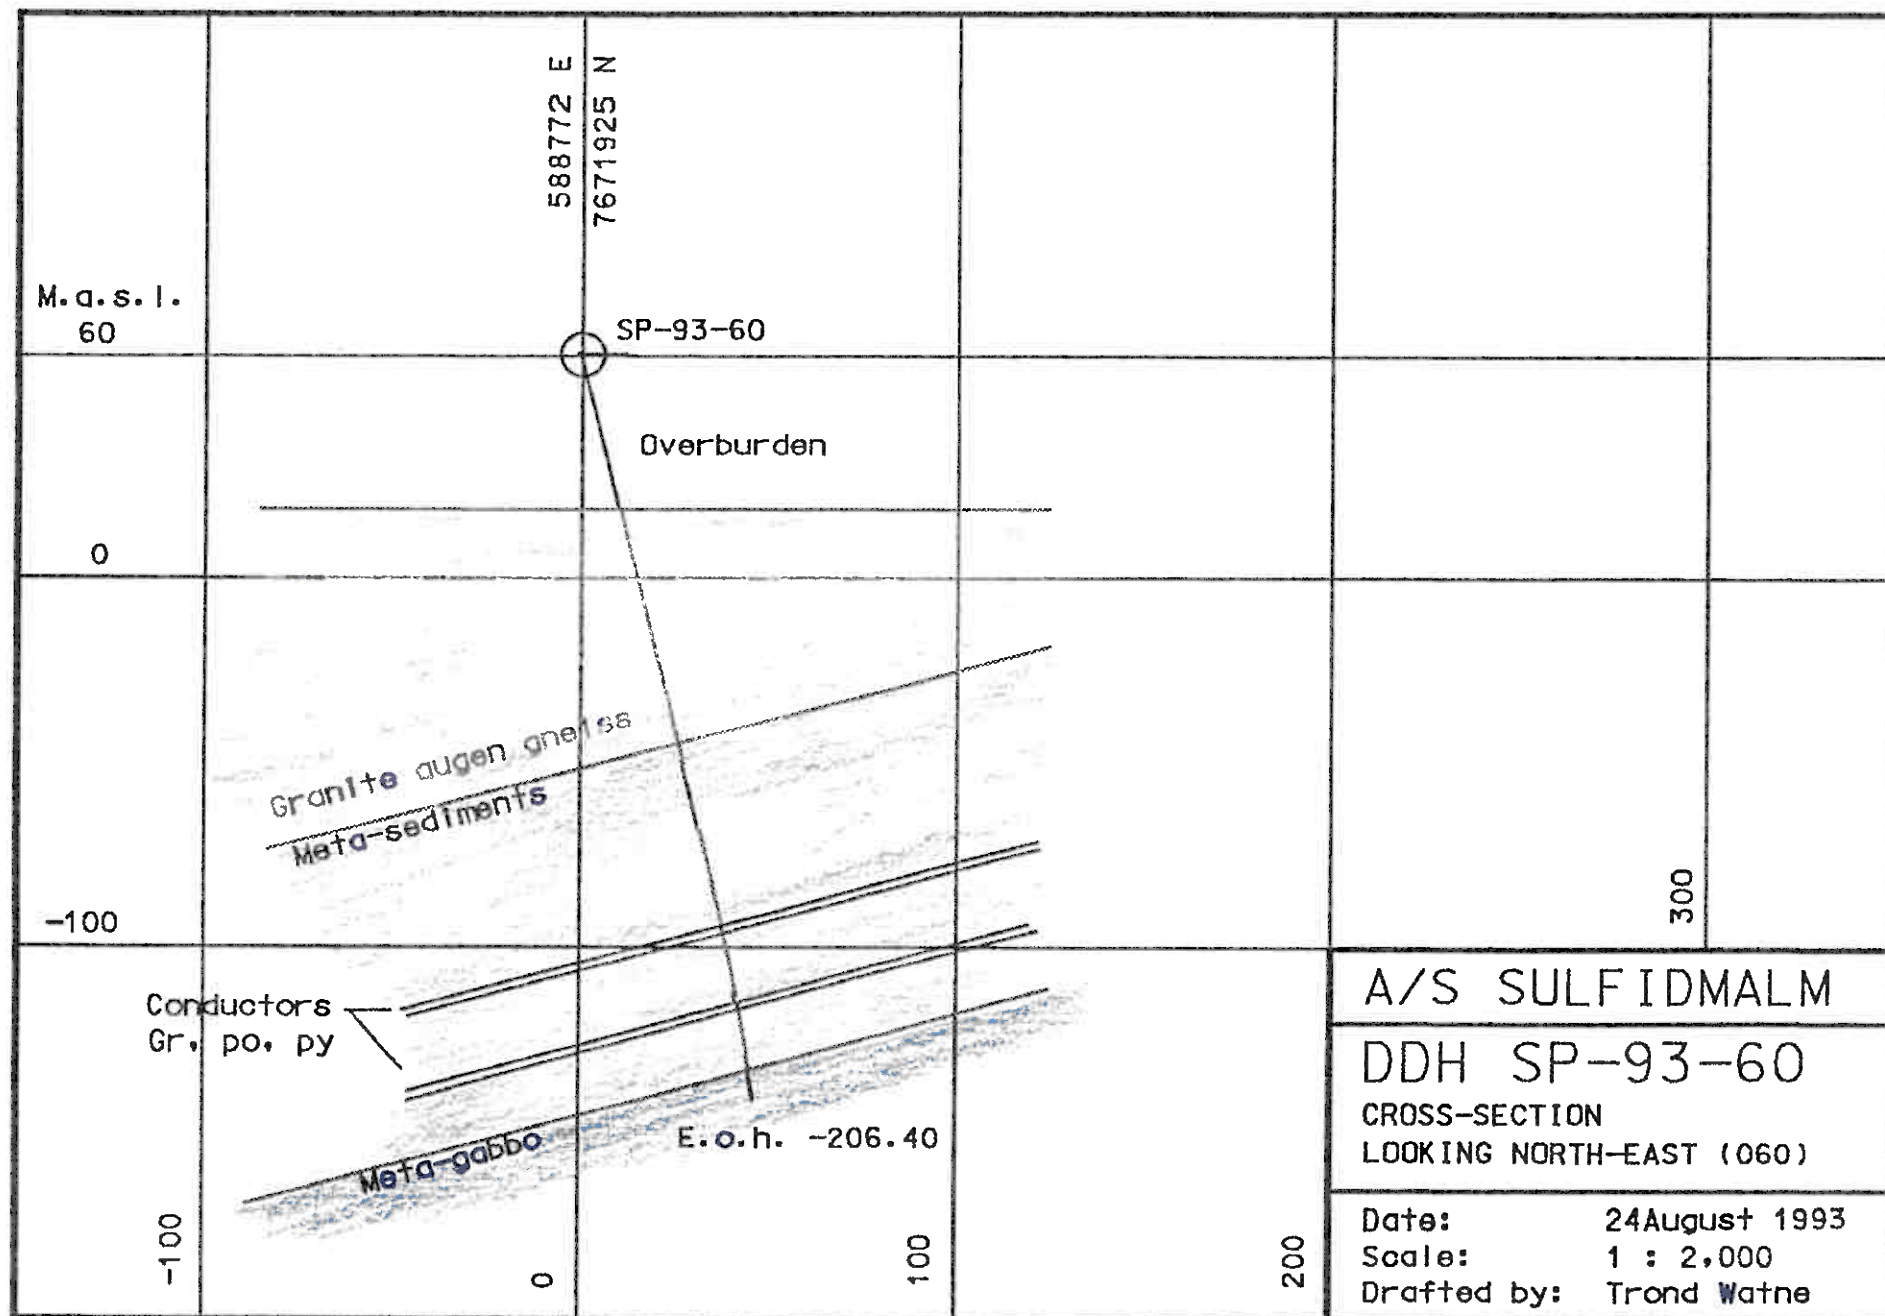 588772 E
7671925 N
M.a.s.l.
60
SP-93-60
Overburden
0
Granite augen gneiss
Meta-sediments
-100
300
Conductors
Gr, po, py
Meta-gabbo
E.o.h. -206.40
-100
0
100
200
A/S SULFIDMALM
DDH SP-93-60
CROSS-SECTION
LOOKING NORTH-EAST (060)
Date: 24August 1993
Scale: 1 : 2,000
Drafted by: Trond Watne